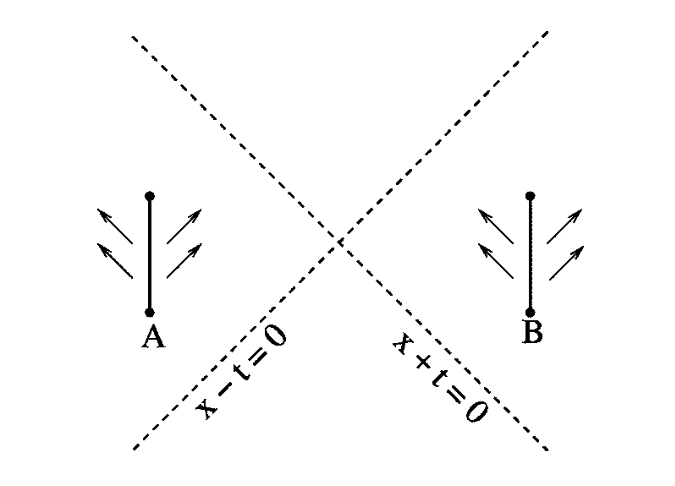 A
B
x − t = 0
x + t = 0